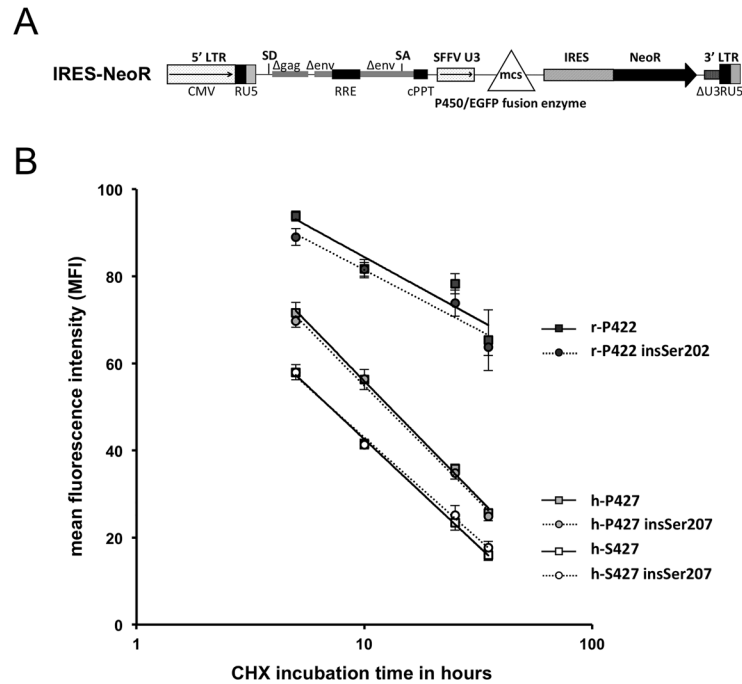 A
IRES-NeoR
5’ LTR
SD
Δgag
Δenv
Δenv
SA
SFFV U3
mcs
IRES
NeoR
3’ LTR
CMV
RU5
RRE
cPPT
P450/EGFP fusion enzyme
ΔU3RU5
B
mean fluorescence intensity (MFI)
100
80
60
40
20
0
1
10
100
CHX incubation time in hours
r-P422
r-P422 insSer202
h-P427
h-P427 insSer207
h-S427
h-S427 insSer207